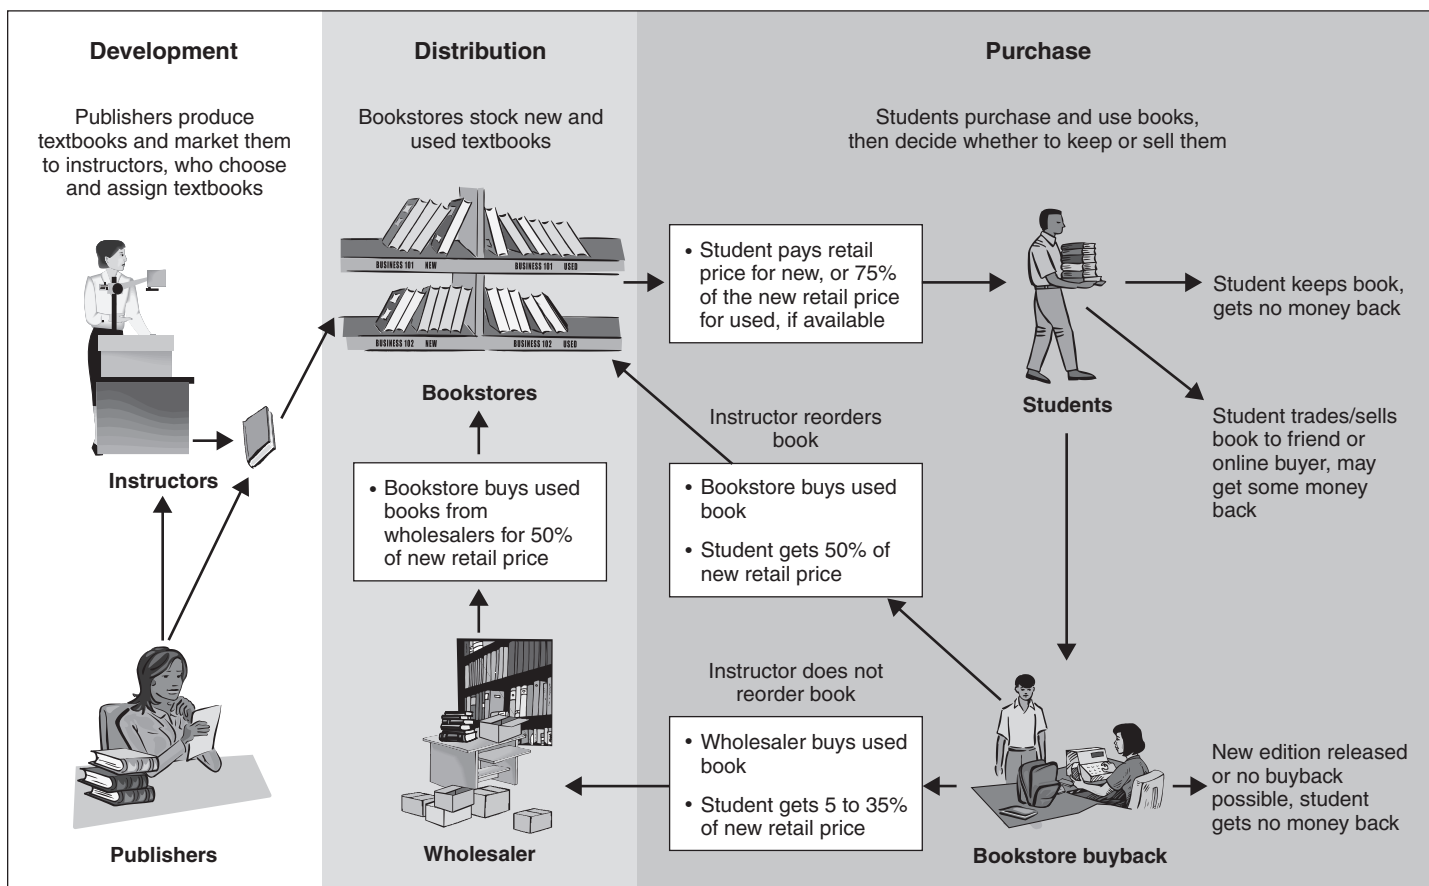 Development
Publishers produce
textbooks and market them
to instructors, who choose
and assign textbooks
Instructors
Publishers
Distribution
Bookstores stock new and
used textbooks
BUSINESS 101 NEW
BUSINESS 101 USED
BUSINESS 102 NEW
BUSINESS 102 USED
Bookstores
• Bookstore buys used
books from
wholesalers for 50%
of new retail price
Wholesaler
Purchase
Students purchase and use books,
then decide whether to keep or sell them
• Student pays retail
price for new, or 75%
of the new retail price
for used, if available
Students
Student keeps book,
gets no money back
Student trades/sells
book to friend or
online buyer, may
get some money
back
Instructor reorders
book
• Bookstore buys used
book
• Student gets 50% of
new retail price
Instructor does not
reorder book
• Wholesaler buys used
book
• Student gets 5 to 35%
of new retail price
Bookstore buyback
New edition released
or no buyback
possible, student
gets no money back